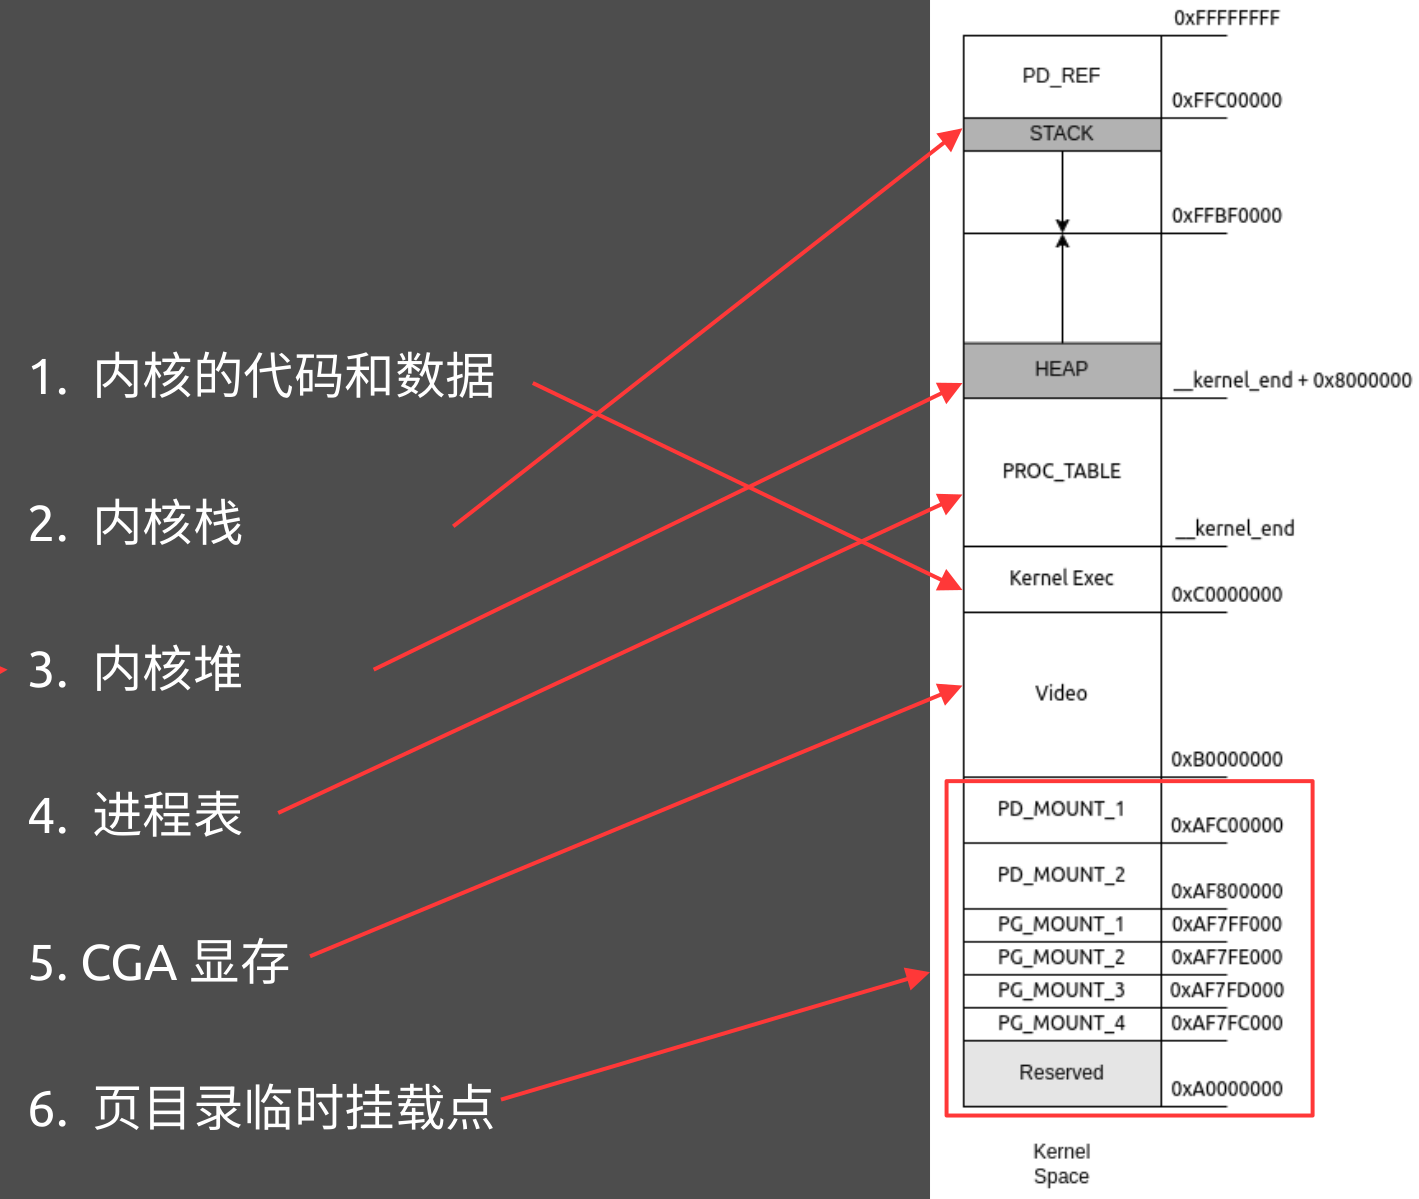 1. 内核的代码和数据
2. 内核栈
3. 内核堆
4. 进程表
5. CGA 显存
6. 页目录临时挂载点
0xFFFFFFFF
PD_REF
0xFFC00000
STACK
0xFFBF0000
HEAP
__kernel_end + 0x8000000
PROC_TABLE
__kernel_end
Kernel Exec
0xC0000000
Video
0xB0000000
PD_MOUNT_1
0xAFC00000
PD_MOUNT_2
0xAF800000
PG_MOUNT_1
0xAF7FF000
PG_MOUNT_2
0xAF7FE000
PG_MOUNT_3
0xAF7FD000
PG_MOUNT_4
0xAF7FC000
Reserved
0xA0000000
Kernel
Space